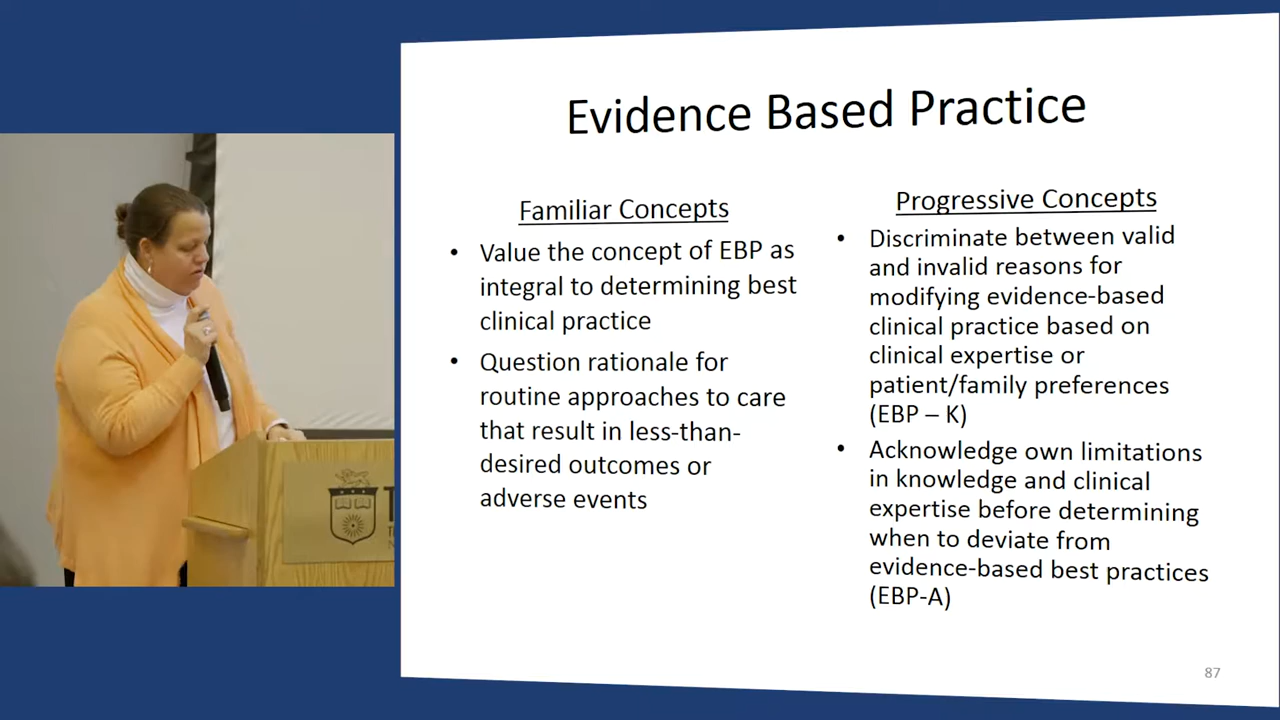 Evidence Based Practice
Familiar Concepts
• Value the concept of EBP as
integral to determining best
clinical practice
• Question rationale for
routine approaches to care
that result in less-than-
desired outcomes or
adverse events
Progressive Concepts
• Discriminate between valid
and invalid reasons for
modifying evidence-based
clinical practice based on
clinical expertise or
patient/family preferences
(EBP – K)
• Acknowledge own limitations
in knowledge and clinical
expertise before determining
when to deviate from
evidence-based best practices
(EBP-A)
87